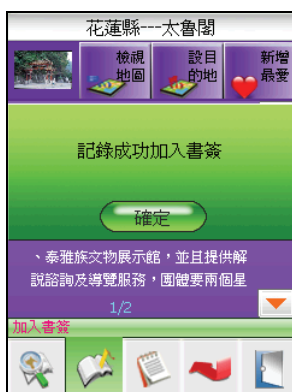 花蓮縣---太魯閣
檢視
地圖
設目
的地
新增
最愛
記錄成功加入書簽
確定
、泰雅族文物展示館，並且提供解
說諮詢及導覽服務，團體要兩個星
1/2
加入書簽